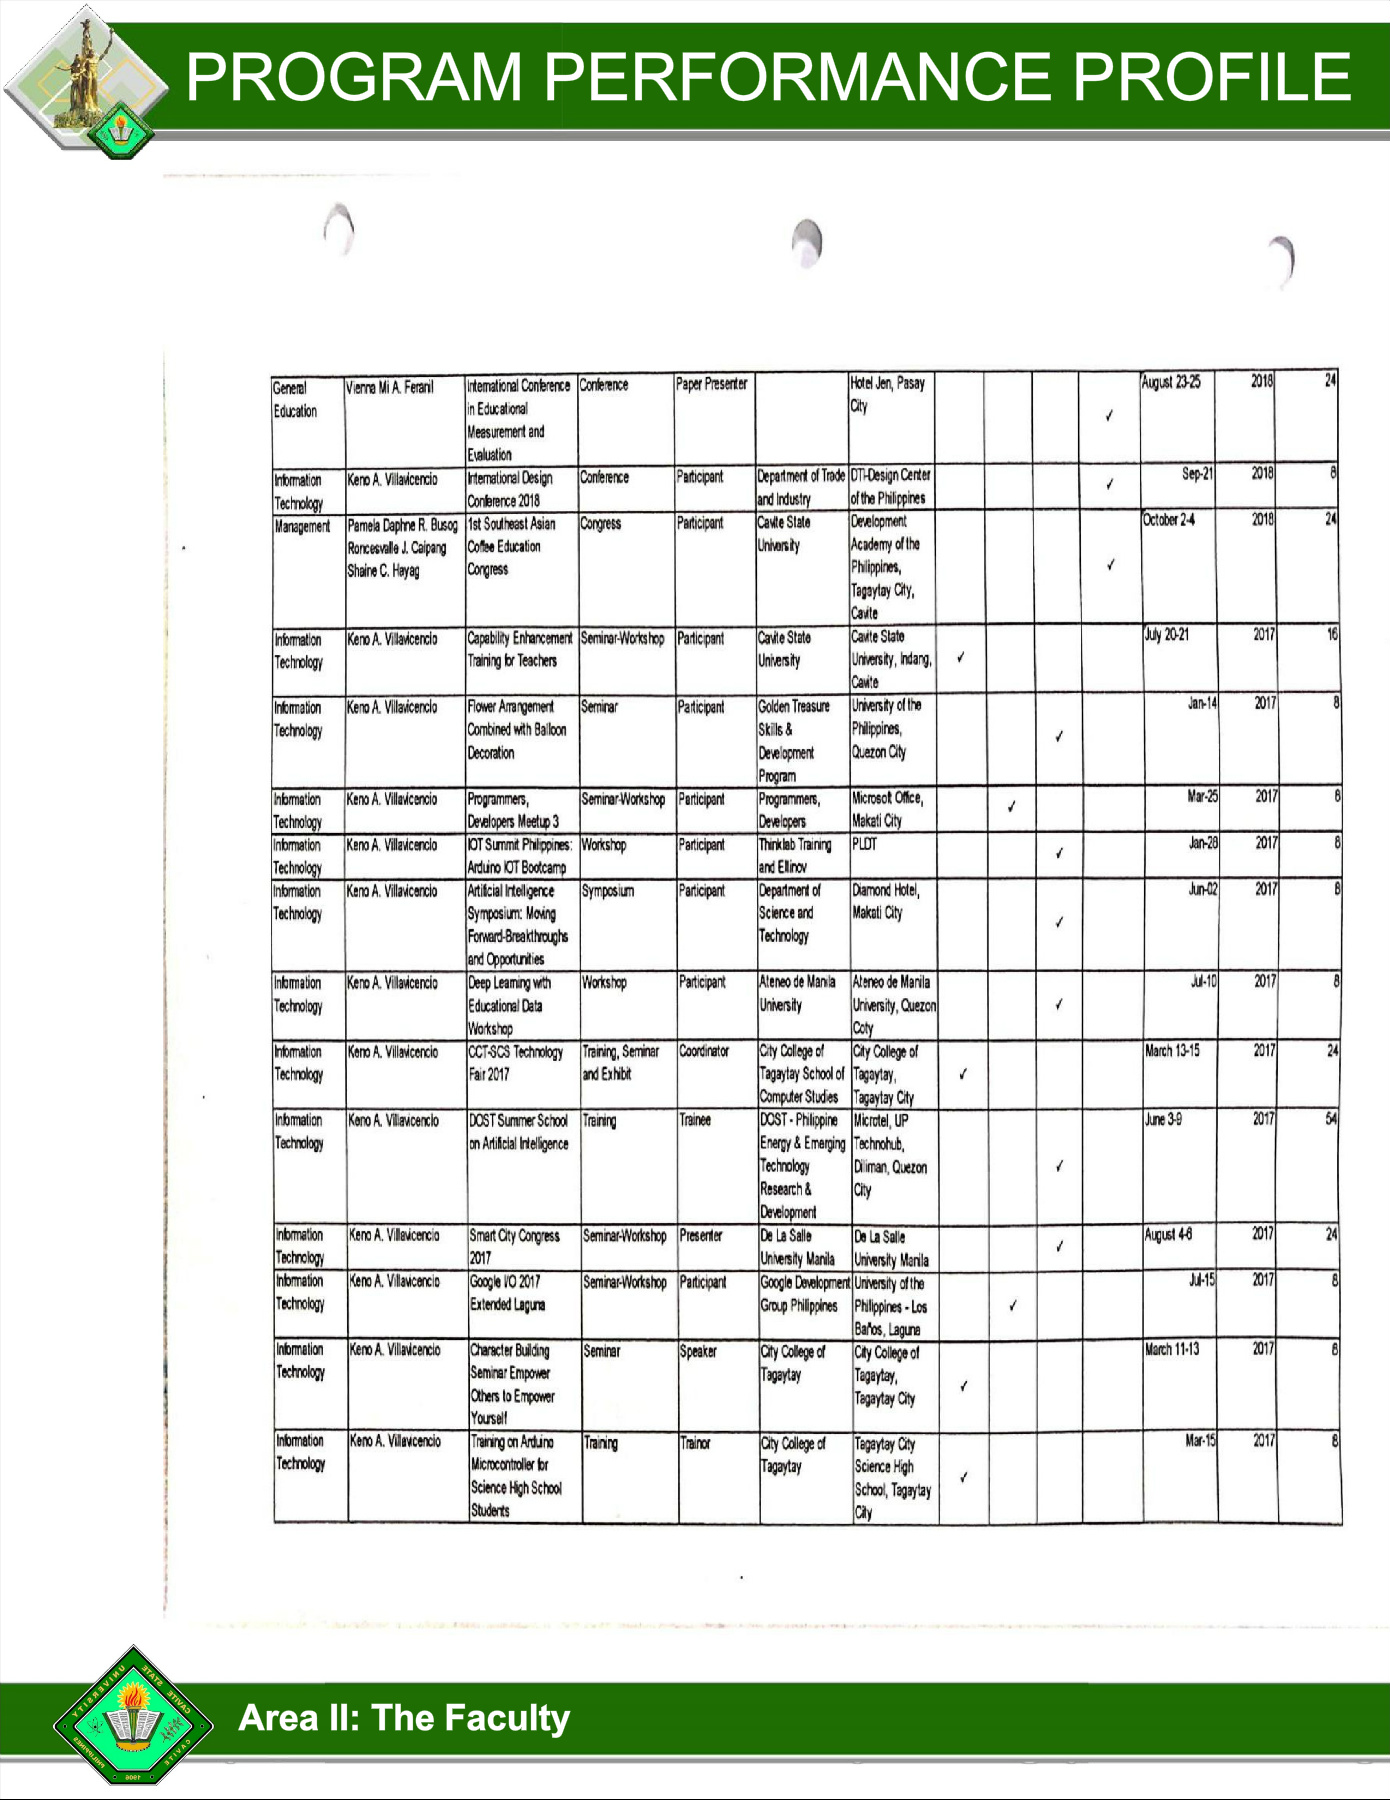 PROGRAM PERFORMANCE PROFILE
General Education | Vienna Mi A. Feranil | International Conference in Educational Measurement and Evaluation | Conference | Paper Presenter | | Hotel Jen, Pasay City | | | | ✓ | August 23-25 | 2018 | 24
Information Technology | Keno A. Villavicencio | International Design Conference 2018 | Conference | Participant | Department of Trade and Industry | DTI-Design Center of the Philippines | | | | ✓ | Sep-21 | 2018 | 8
Management | Pamela Daphne R. Busog Roncesvalle J. Caipang Shaine C. Hayag | 1st Southeast Asian Coffee Education Congress | Congress | Participant | Cavite State University | Development Academy of the Philippines, Tagaytay City, Cavite | | | | ✓ | October 2-4 | 2018 | 24
Information Technology | Keno A. Villavicencio | Capability Enhancement Training for Teachers | Seminar-Workshop | Participant | Cavite State University | Cavite State University, Indang, Cavite | ✓ | | | | July 20-21 | 2017 | 16
Information Technology | Keno A. Villavicencio | Flower Arrangement Combined with Balloon Decoration | Seminar | Participant | Golden Treasure Skills & Development Program | University of the Philippines, Quezon City | | | ✓ | | Jan-14 | 2017 | 8
Information Technology | Keno A. Villavicencio | Programmers, Developers Meetup 3 | Seminar-Workshop | Participant | Programmers, Developers | Microsoft Office, Makati City | | ✓ | | | Mar-25 | 2017 | 8
Information Technology | Keno A. Villavicencio | IOT Summit Philippines: Arduino IOT Bootcamp | Workshop | Participant | Thinklab Training and Ellinov | PLDT | | | ✓ | | Jan-28 | 2017 | 8
Information Technology | Keno A. Villavicencio | Artificial Intelligence Symposium: Moving Forward-Breakthroughs and Opportunities | Symposium | Participant | Department of Science and Technology | Diamond Hotel, Makati City | | | ✓ | | Jun-02 | 2017 | 8
Information Technology | Keno A. Villavicencio | Deep Learning with Educational Data Workshop | Workshop | Participant | Ateneo de Manila University | Ateneo de Manila University, Quezon Coty | | | ✓ | | Jul-10 | 2017 | 8
Information Technology | Keno A. Villavicencio | CCT-SCS Technology Fair 2017 | Training, Seminar and Exhibit | Coordinator | City College of Tagaytay School of Computer Studies | City College of Tagaytay, Tagaytay City | ✓ | | | | March 13-15 | 2017 | 24
Information Technology | Keno A. Villavicencio | DOST Summer School on Artificial Intelligence | Training | Trainee | DOST - Philippine Energy & Emerging Technology Research & Development | Microtel, UP Technohub, Diliman, Quezon City | | | ✓ | | June 3-9 | 2017 | 54
Information Technology | Keno A. Villavicencio | Smart City Congress 2017 | Seminar-Workshop | Presenter | De La Salle University Manila | De La Salle University Manila | | | ✓ | | August 4-6 | 2017 | 24
Information Technology | Keno A. Villavicencio | Google I/O 2017 Extended Laguna | Seminar-Workshop | Participant | Google Development Group Philippines | University of the Philippines - Los Baños, Laguna | | ✓ | | | Jul-15 | 2017 | 8
Information Technology | Keno A. Villavicencio | Character Building Seminar Empower Others to Empower Yourself | Seminar | Speaker | City College of Tagaytay | City College of Tagaytay, Tagaytay City | ✓ | | | | March 11-13 | 2017 | 8
Information Technology | Keno A. Villavicencio | Training on Arduino Microcontroller for Science High School Students | Training | Trainor | City College of Tagaytay | Tagaytay City Science High School, Tagaytay City | ✓ | | | | Mar-15 | 2017 | 8
CAVITE STATE UNIVERSITY
CAVITE
PHILIPPINES
1906
Area II: The Faculty